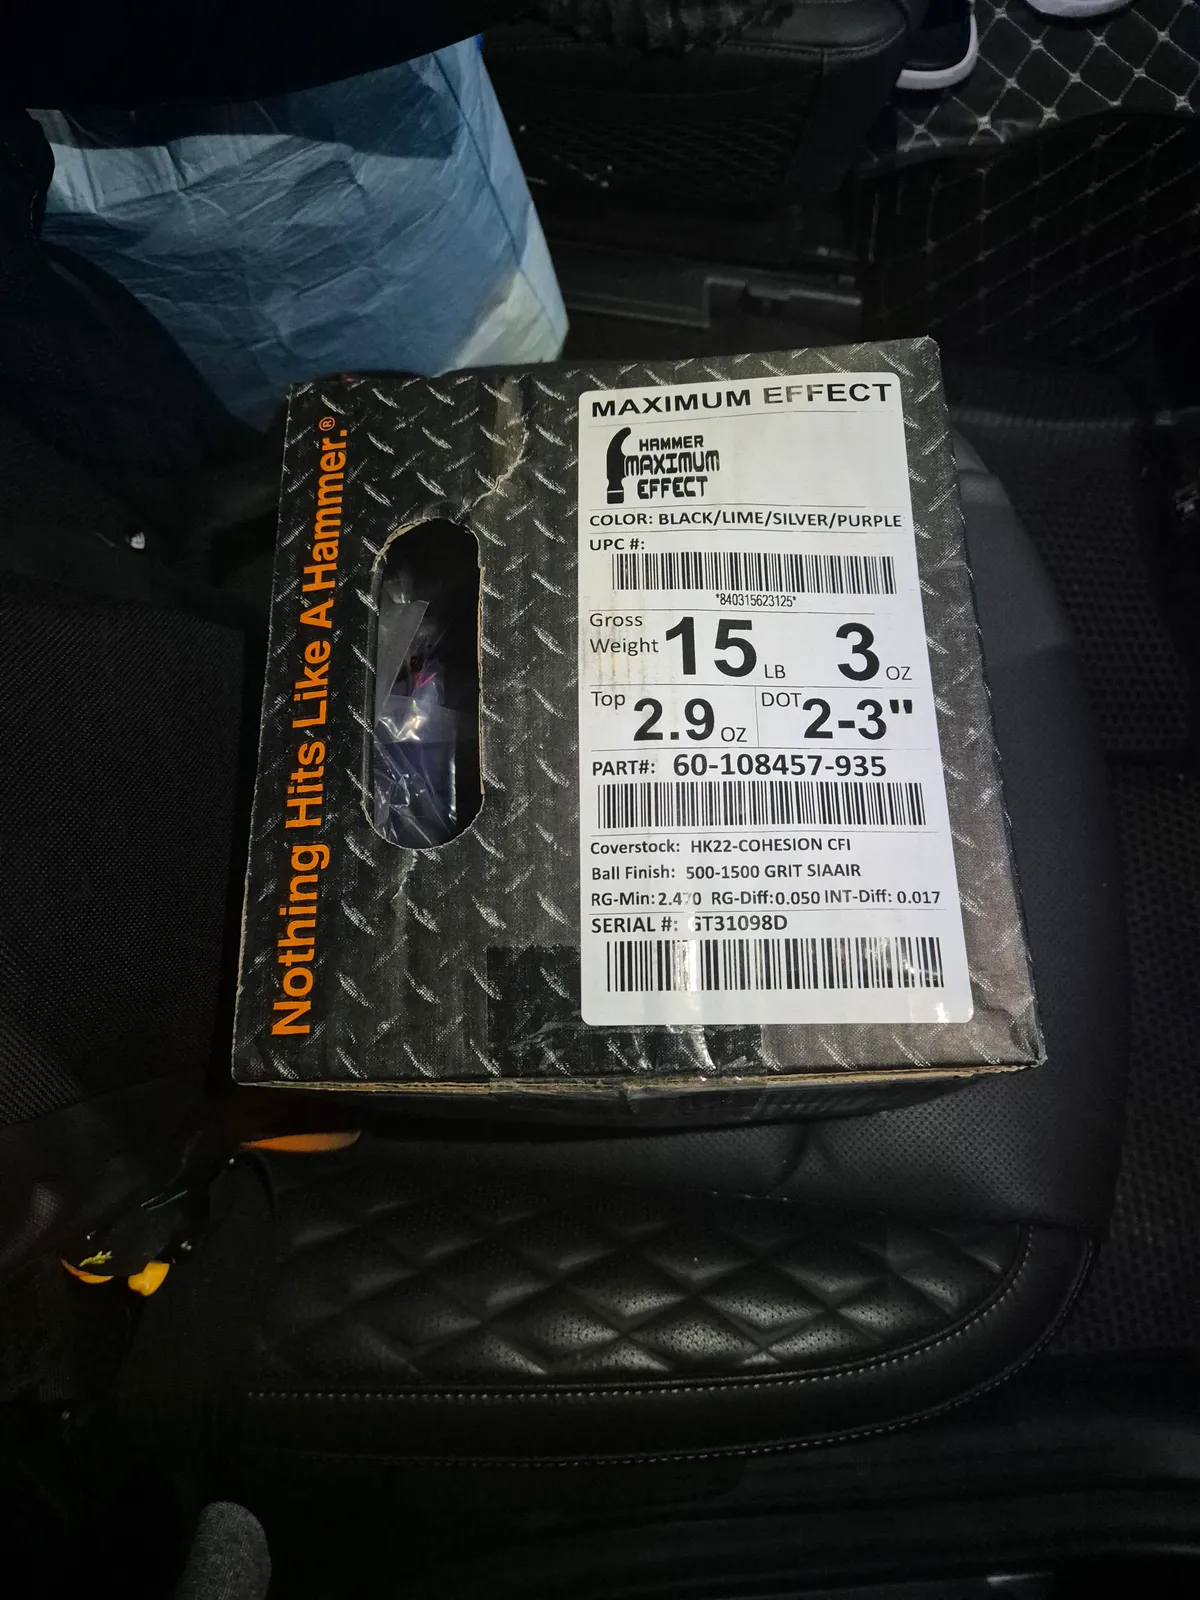 Nothing Hits Like A Hammer.®
MAXIMUM EFFECT
HAMMER
MAXIMUM
EFFECT
COLOR: BLACK/LIME/SILVER/PURPLE
UPC #:
*840315623125*
Gross
Weight 15 LB 3 OZ
Top 2.9 OZ DOT 2-3"
PART#: 60-108457-935
Coverstock: HK22-COHESION CFI
Ball Finish: 500-1500 GRIT SIAAIR
RG-Min: 2.470 RG-Diff: 0.050 INT-Diff: 0.017
SERIAL #: GT31098D